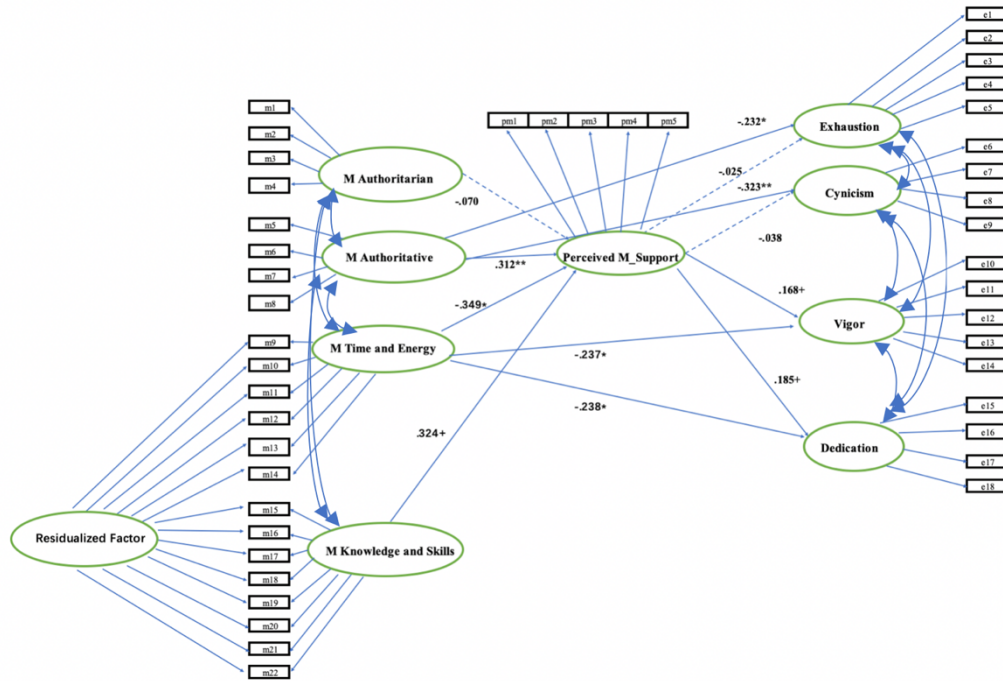 e1
e2
e3
e4
e5
Exhaustion
e6
e7
e8
e9
Cynicism
e10
e11
e12
e13
e14
Vigor
e15
e16
e17
e18
Dedication
pm1 pm2 pm3 pm4 pm5
Perceived M_Support
m1
m2
m3
m4
M Authoritarian
m5
m6
m7
m8
M Authoritative
m9
m10
m11
m12
m13
m14
M Time and Energy
m15
m16
m17
m18
m19
m20
m21
m22
M Knowledge and Skills
Residualized Factor
-.070
.312**
-.349*
.324+
-.232*
-.025
-.323**
-.038
.168+
-.237*
.185+
-.238*